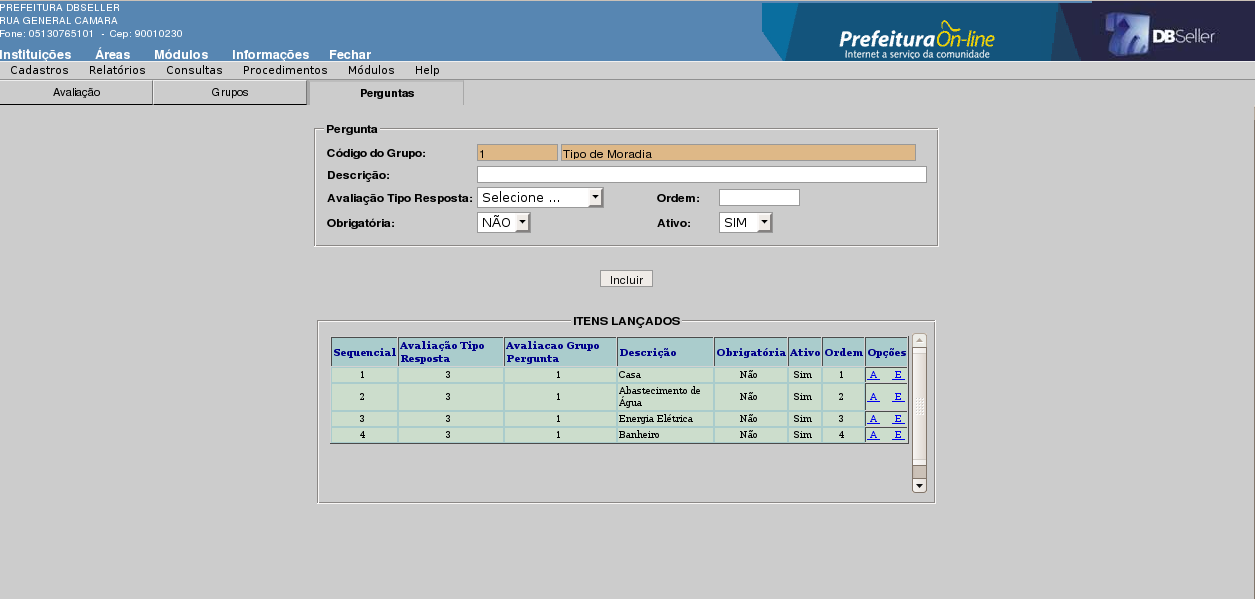 PREFEITURA DBSELLER
RUA GENERAL CAMARA
Fone: 05130765101 - Cep: 90010230
PrefeituraOn-line
Internet a serviço da comunidade
DBSeller
Instituições Áreas Módulos Informações Fechar
Cadastros Relatórios Consultas Procedimentos Módulos Help
Avaliação Grupos Perguntas
Pergunta
Código do Grupo: 1 Tipo de Moradia
Descrição:
Avaliação Tipo Resposta: Selecione ... Ordem:
Obrigatória: NÃO Ativo: SIM
Incluir
ITENS LANÇADOS
Sequencial Avaliação Tipo Resposta Avaliacao Grupo Pergunta Descrição Obrigatória Ativo Ordem Opções
1 3 1 Casa Não Sim 1 A E
2 3 1 Abastecimento de Água Não Sim 2 A E
3 3 1 Energia Elétrica Não Sim 3 A E
4 3 1 Banheiro Não Sim 4 A E